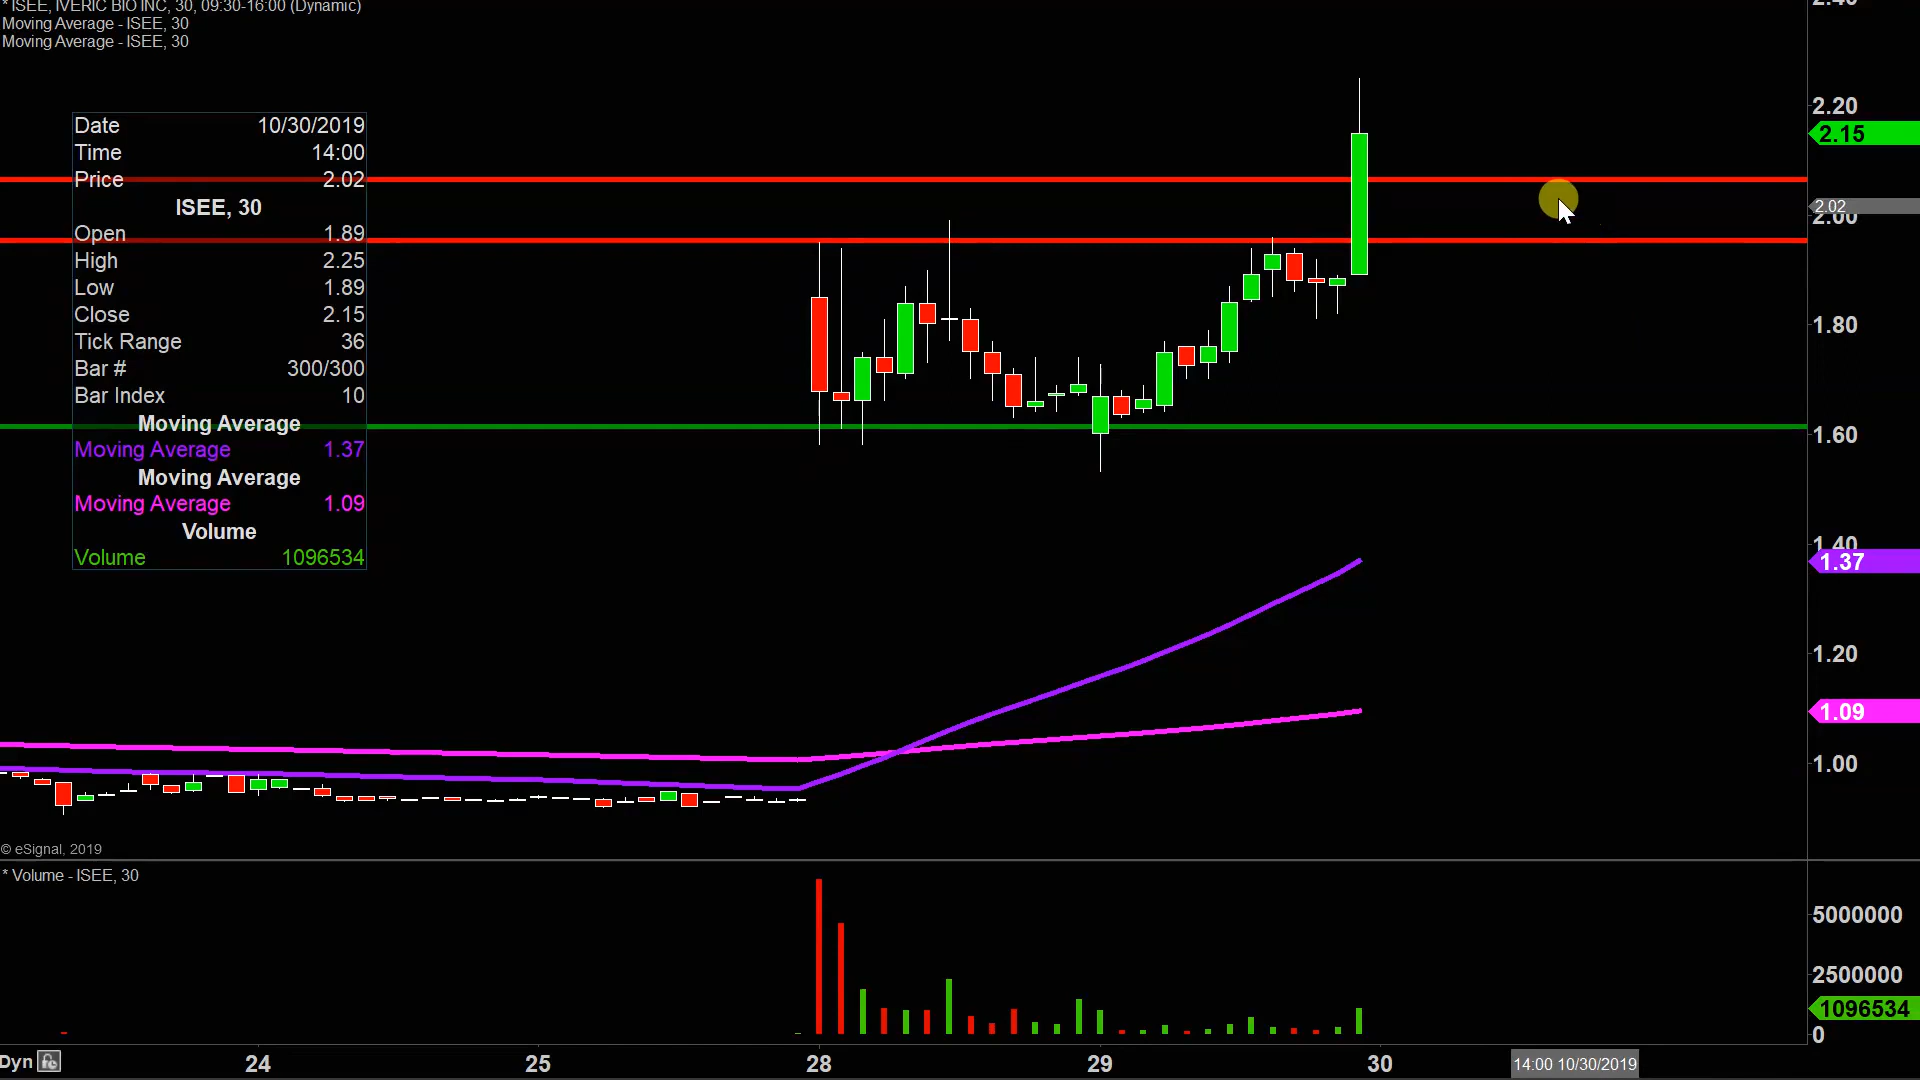 * ISEE, IVERIC BIO INC, 30, 09:30-16:00 (Dynamic)
Moving Average - ISEE, 30
Moving Average - ISEE, 30
Date 10/30/2019
Time 14:00
Price 2.02
ISEE, 30
Open 1.89
High 2.25
Low 1.89
Close 2.15
Tick Range 36
Bar # 300/300
Bar Index 10
Moving Average
Moving Average 1.37
Moving Average
Moving Average 1.09
Volume
Volume 1096534
2.40
2.20
2.15
2.02
2.00
1.80
1.60
1.40
1.37
1.20
1.09
1.00
© eSignal, 2019
* Volume - ISEE, 30
5000000
2500000
1096534
0
Dyn 24 25 28 29 30 14:00 10/30/2019